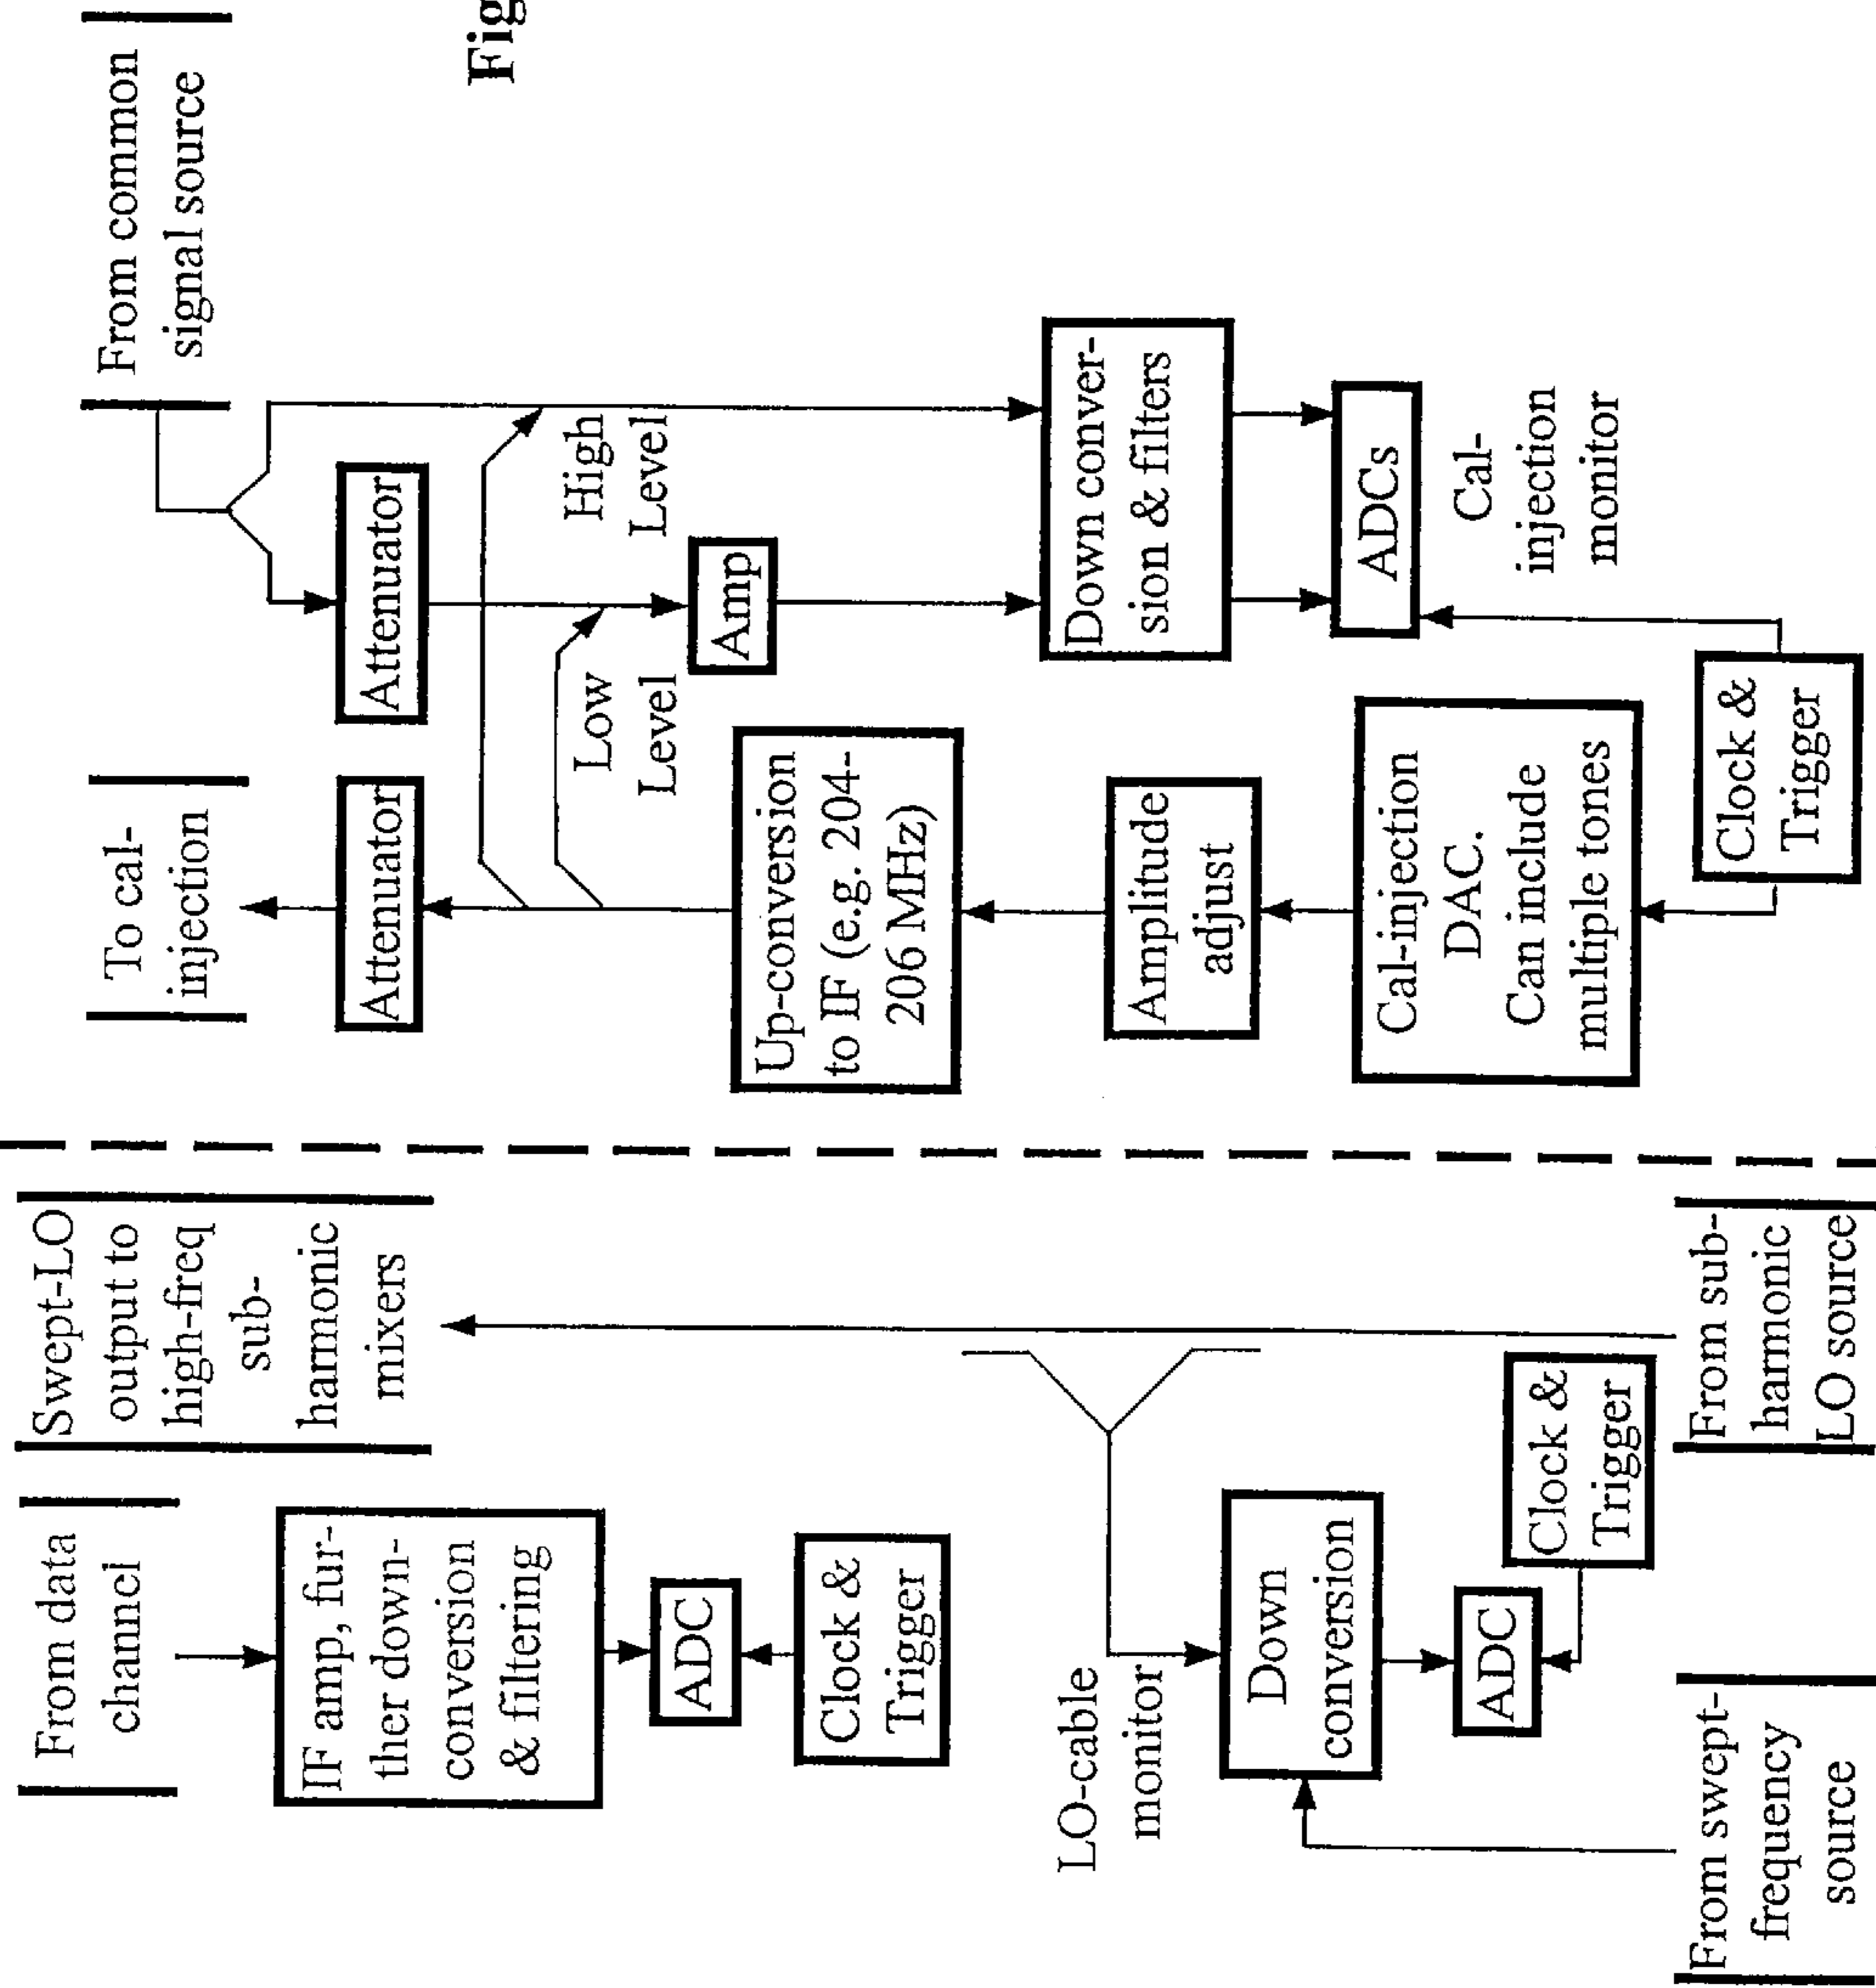 From swept-
frequency
source
LO-cable
monitor
Down
conversion
ADC
Clock &
Trigger
From sub-
harmonic
LO source
From data
channel
IF amp, fur-
ther down-
conversion
& filtering
ADC
Clock &
Trigger
Swept-LO
output to
high-freq
sub-
harmonic
mixers
Clock &
Trigger
Cal-injection
DAC.
Can include
multiple tones
Amplitude
adjust
Up-conversion
to IF (e.g. 204-
206 MHz)
Attenuator
To cal-
injection
Low
Level
High
Level
Amp
Attenuator
From common
signal source
Down conver-
sion & filters
ADCs
Cal-
injection
monitor
Fig